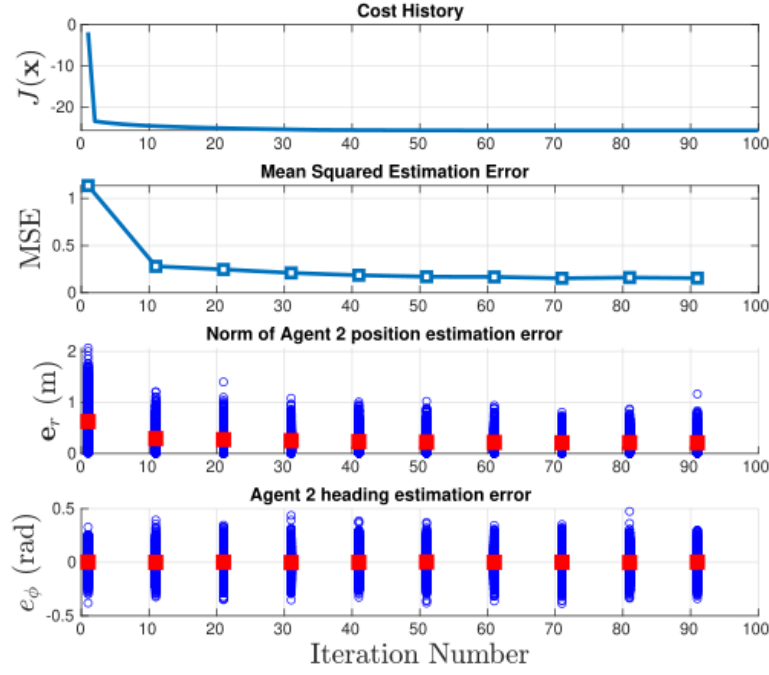 Cost History
J(x)
0
-10
-20
0 10 20 30 40 50 60 70 80 90 100
Mean Squared Estimation Error
MSE
1
0.5
0
0 10 20 30 40 50 60 70 80 90 100
Norm of Agent 2 position estimation error
e_r (m)
2
1
0
0 10 20 30 40 50 60 70 80 90 100
Agent 2 heading estimation error
e_ϕ (rad)
0.5
0
-0.5
0 10 20 30 40 50 60 70 80 90 100
Iteration Number